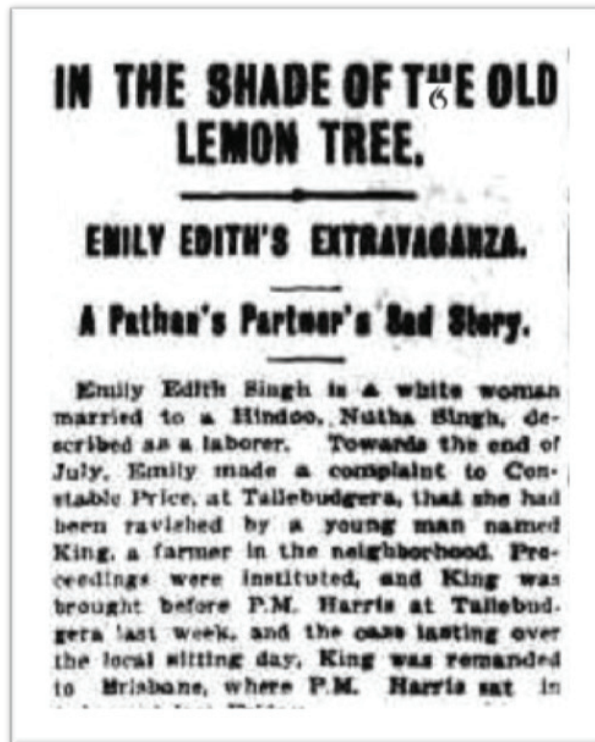 IN THE SHADE OF THE OLD
LEMON TREE.
EMILY EDITH'S EXTRAVAGANZA.
A Pathan's Partner's Sad Story.
Emily Edith Singh is a white woman
married to a Hindoo, Nutha Singh, de-
scribed as a laborer. Towards the end of
July, Emily made a complaint to Con-
stable Price, at Tallebudgera, that she had
been ravished by a young man named
King, a farmer in the neighborhood. Pro-
ceedings were instituted, and King was
brought before P.M. Harris at Tallebud-
gera last week, and the case lasting over
the local sitting day, King was remanded
to Brisbane, where P.M. Harris sat in